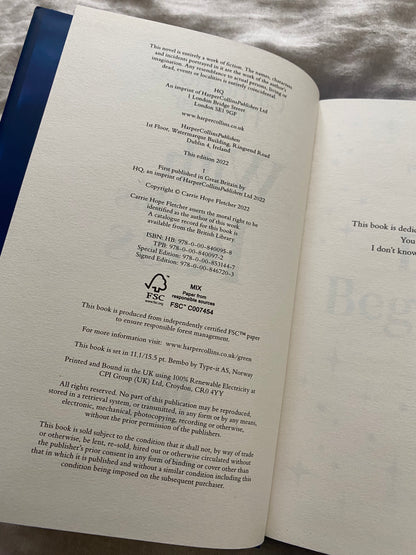 This novel is entirely a work of fiction. The names, characters
and incidents portrayed in it are the work of the author's
imagination. Any resemblance to actual persons, living or
dead, events or localities is entirely coincidental.
HQ
An imprint of HarperCollinsPublishers Ltd
1 London Bridge Street
London SE1 9GF
www.harpercollins.co.uk
HarperCollinsPublishers
1st Floor, Watermarque Building, Ringsend Road
Dublin 4, Ireland
This edition 2022
1
First published in Great Britain by
HQ, an imprint of HarperCollinsPublishers Ltd 2022
Copyright © Carrie Hope Fletcher 2022
Carrie Hope Fletcher asserts the moral right to be
identified as the author of this work
A catalogue record for this book is
available from the British Library.
ISBN: HB: 978-0-00-840095-8
TPB: 978-0-00-840097-2
Special Edition: 978-0-00-853144-7
Signed Edition: 978-0-00-846720-3
FSC
www.fsc.org
MIX
Paper from
responsible sources
FSC™ C007454
This book is produced from independently certified FSC™ paper
to ensure responsible forest management.
For more information visit: www.harpercollins.co.uk/green
This book is set in 11.1/15.5 pt. Bembo by Type-it AS, Norway
Printed and Bound in the UK using 100% Renewable Electricity at
CPI Group (UK) Ltd, Croydon, CR0 4YY
All rights reserved. No part of this publication may be reproduced,
stored in a retrieval system, or transmitted, in any form or by any means,
electronic, mechanical, photocopying, recording or otherwise,
without the prior permission of the publishers.
This book is sold subject to the condition that it shall not, by way of trade
or otherwise, be lent, re-sold, hired out or otherwise circulated without
the publisher's prior consent in any form of binding or cover other than
that in which it is published and without a similar condition including this
condition being imposed on the subsequent purchaser.
This book is dedic
You
I don't know
Beg